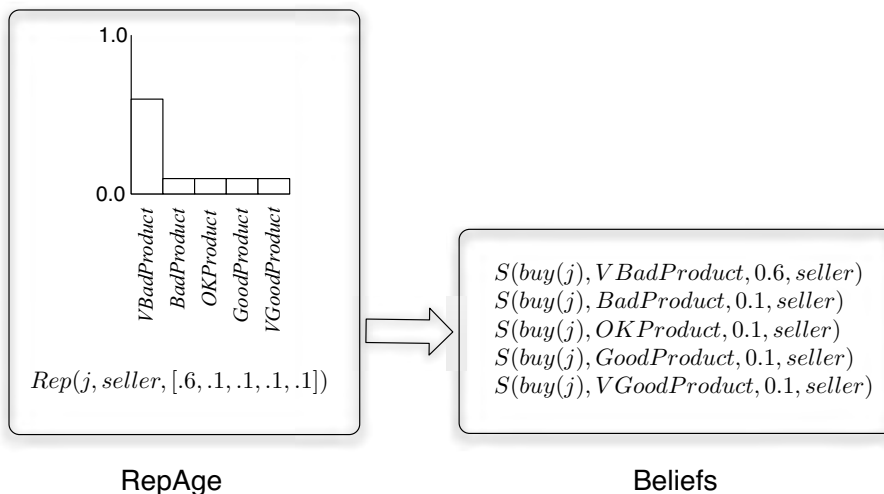 1.0
0.0
VBadProduct
BadProduct
OKProduct
GoodProduct
VGoodProduct
Rep(j, seller, [.6, .1, .1, .1, .1])
RepAge
S(buy(j), V BadProduct, 0.6, seller)
S(buy(j), BadProduct, 0.1, seller)
S(buy(j), OKProduct, 0.1, seller)
S(buy(j), GoodProduct, 0.1, seller)
S(buy(j), V GoodProduct, 0.1, seller)
Beliefs